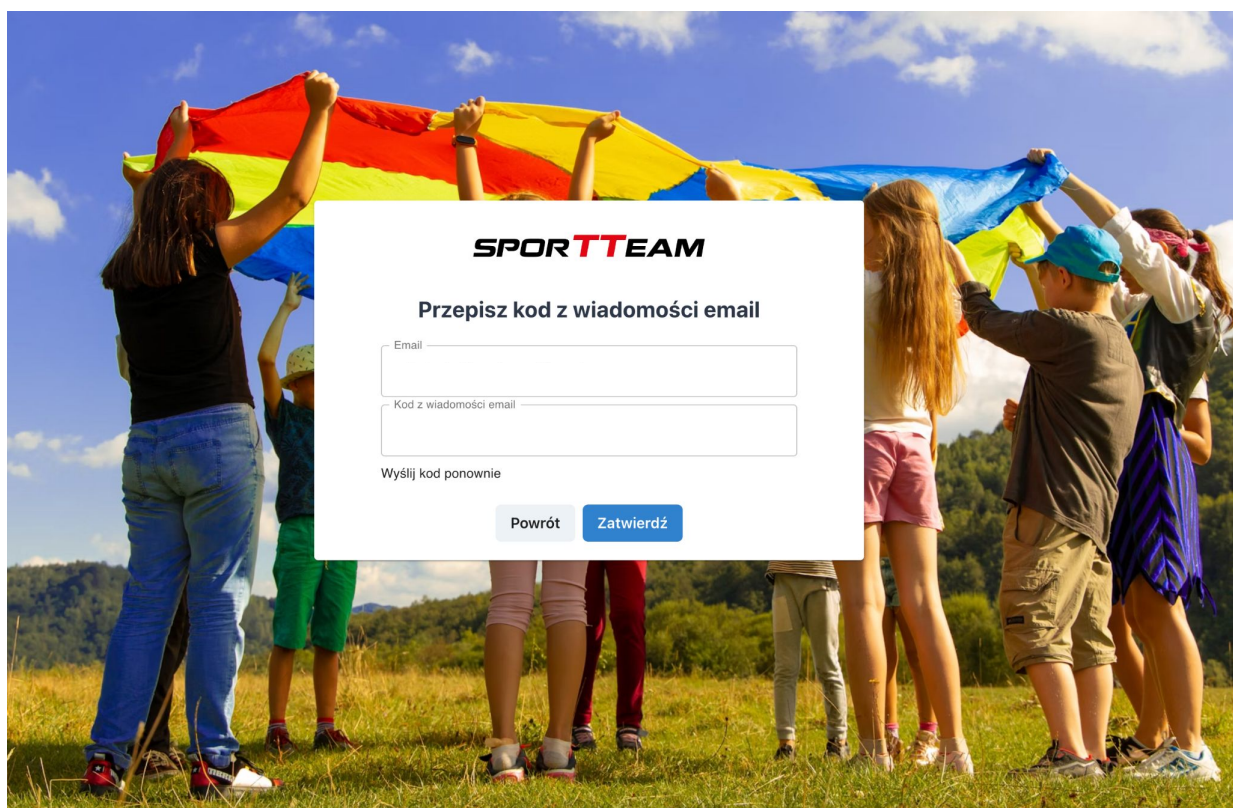 SPORTTEAM
Przepisz kod z wiadomości email
Email
Kod z wiadomości email
Wyślij kod ponownie
Powrót
Zatwierdź